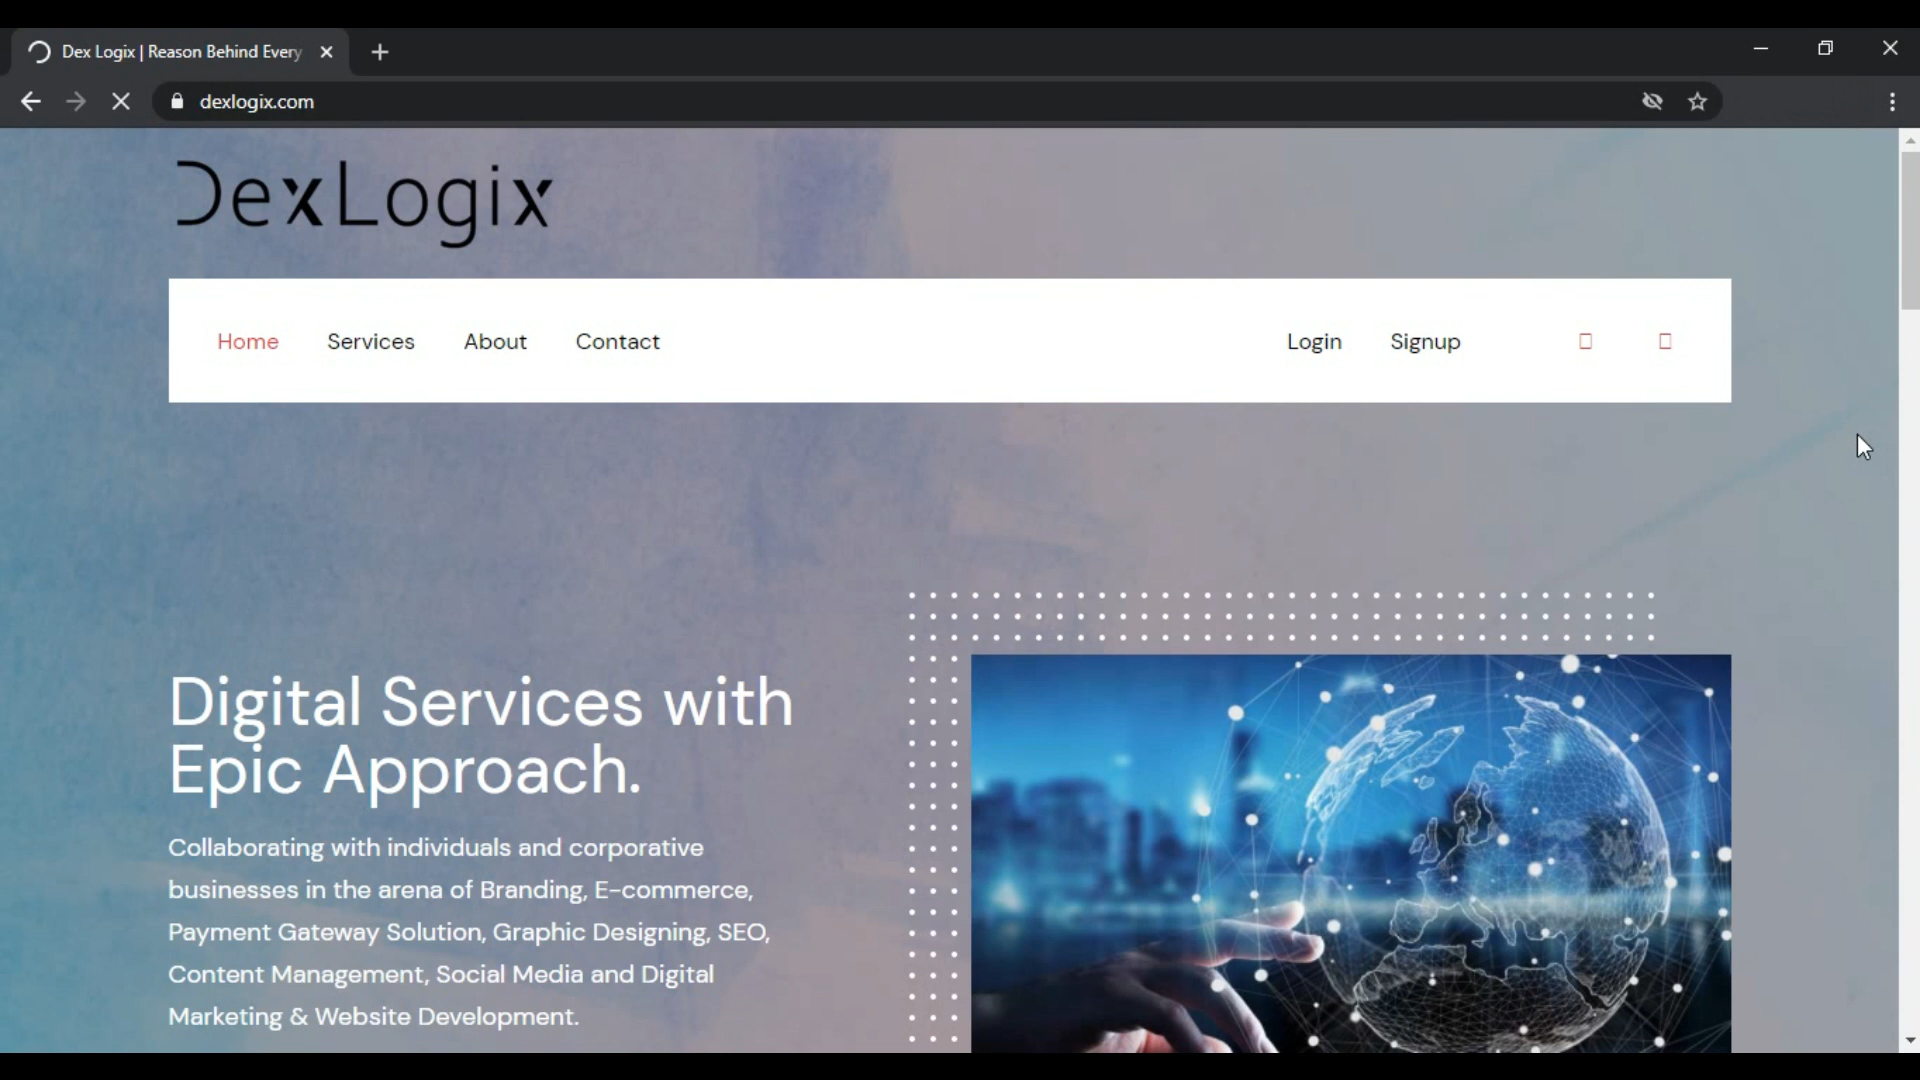 Dex Logix | Reason Behind Every
dexlogix.com
DexLogix
Home Services About Contact Login Signup
Digital Services with
Epic Approach.
Collaborating with individuals and corporative
businesses in the arena of Branding, E-commerce,
Payment Gateway Solution, Graphic Designing, SEO,
Content Management, Social Media and Digital
Marketing & Website Development.